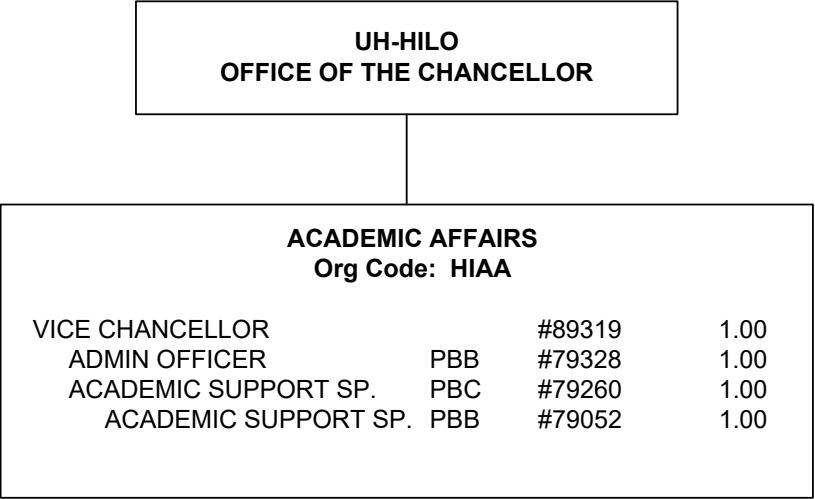 UH-HILO
OFFICE OF THE CHANCELLOR
ACADEMIC AFFAIRS
Org Code: HIAA
VICE CHANCELLOR #89319 1.00
ADMIN OFFICER PBB #79328 1.00
ACADEMIC SUPPORT SP. PBC #79260 1.00
ACADEMIC SUPPORT SP. PBB #79052 1.00